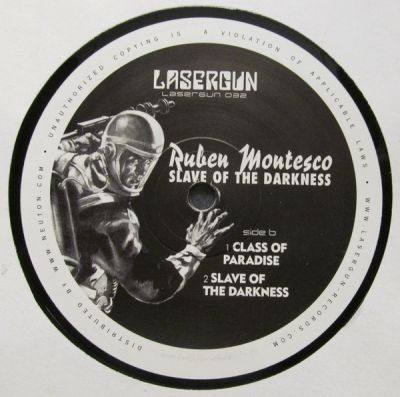 LASERGUN
LASERGUN 032
Ruben Montesco
SLAVE OF THE DARKNESS
side b
1 CLASS OF
PARADISE
2 SLAVE OF
THE DARKNESS
DISTRIBUTED BY WWW.NEUTON.COM • UNAUTHORIZED COPYING IS A VIOLATION OF APPLICABLE LAWS • WWW.LASERGUN-RECORDS.COM